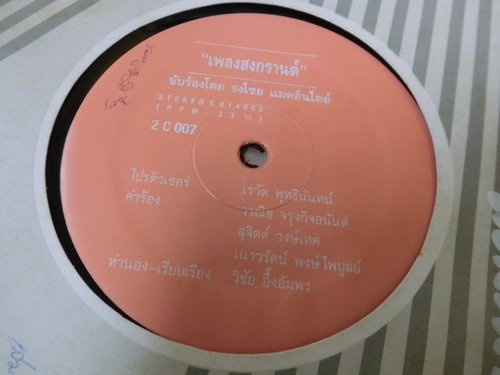 "เพลงสงกรานต์"
ขับร้องโดย ธงไชย แมคอินไตย์
STEREO G014005
[RPM-33⅓]
2 C 007
โปรดิวเซอร์ เรวัต พุทธินันทน์
คำร้อง วาณิช จรุงกิจอนันต์
สุจิตต์ วงษ์เทศ
เนาวรัตน์ พงษ์ไพบูลย์
ทำนอง-เรียบเรียง วิชัย อึ้งอัมพร